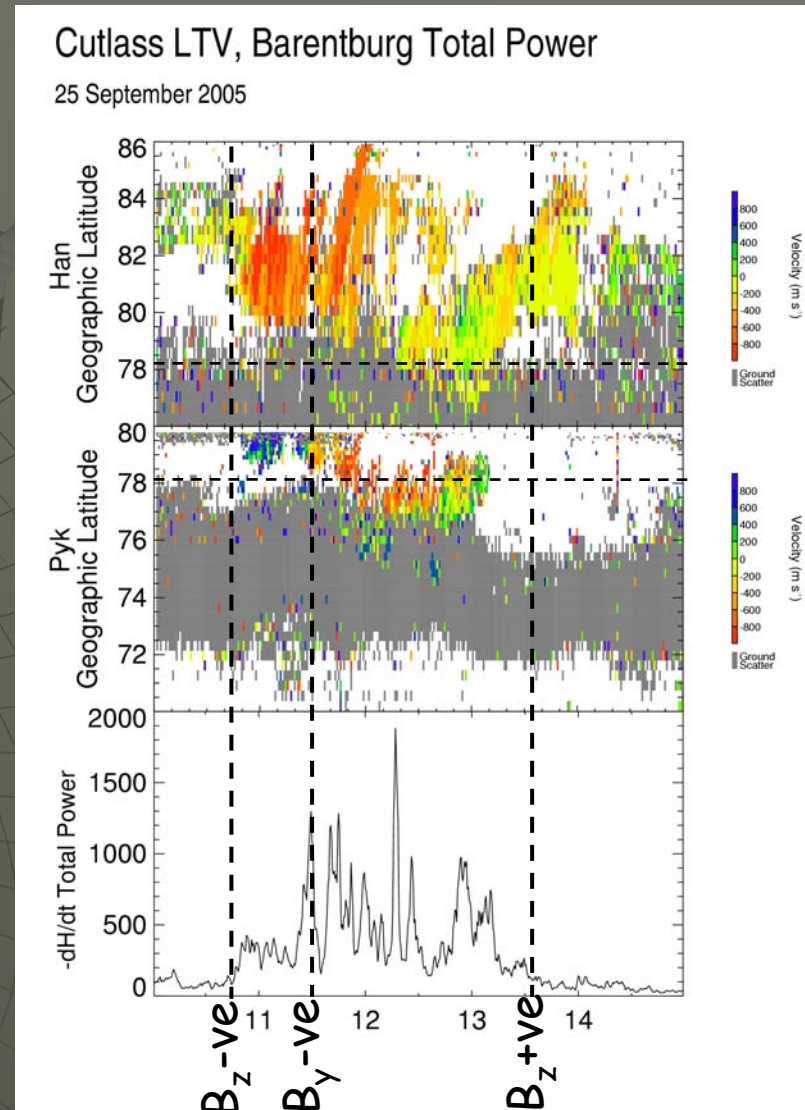 Cutlass LTV, Barentburg Total Power
25 September 2005
Han
Geographic Latitude
86
84
82
80
78
800
600
400
200
0
-200
-400
-600
-800
Velocity (m s⁻¹)
Ground
Scatter
Pyk
Geographic Latitude
80
78
76
74
72
800
600
400
200
0
-200
-400
-600
-800
Velocity (m s⁻¹)
Ground
Scatter
-dH/dt Total Power
2000
1500
1000
500
0
11 12 13 14
Bz-ve
By-ve
Bz+ve